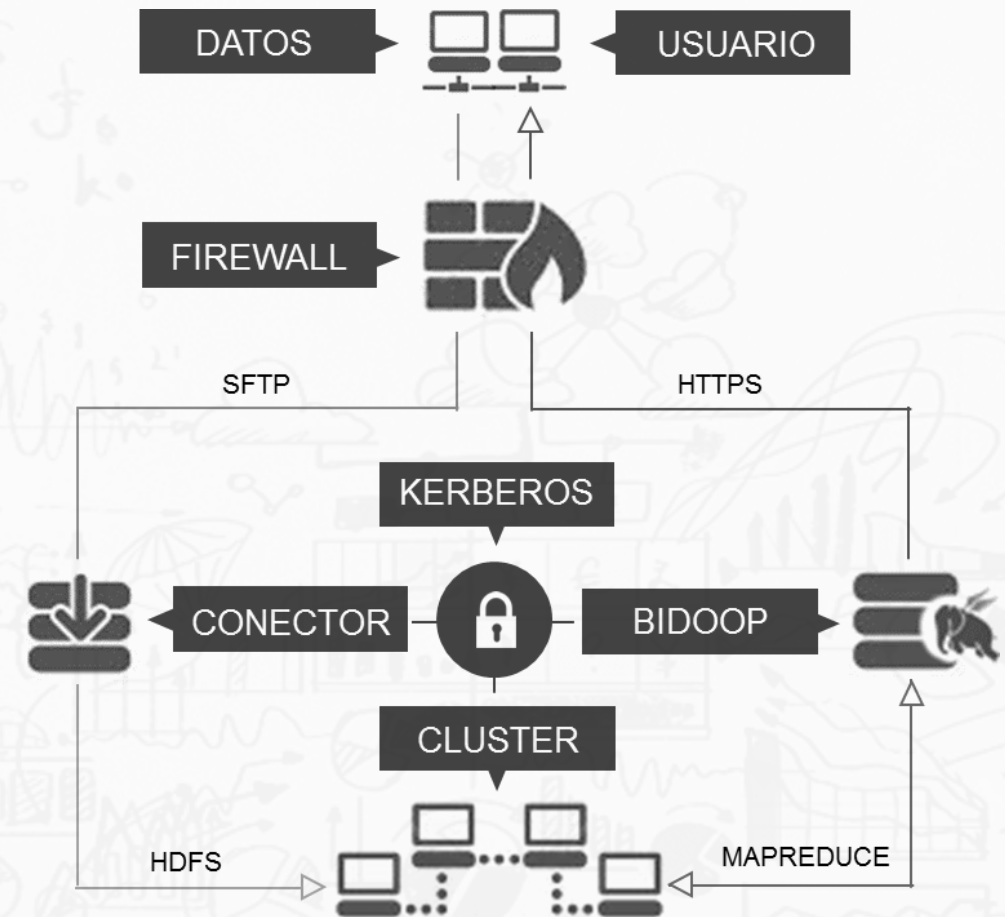 DATOS
USUARIO
FIREWALL
SFTP
HTTPS
KERBEROS
CONECTOR
BIDOOP
CLUSTER
HDFS
MAPREDUCE